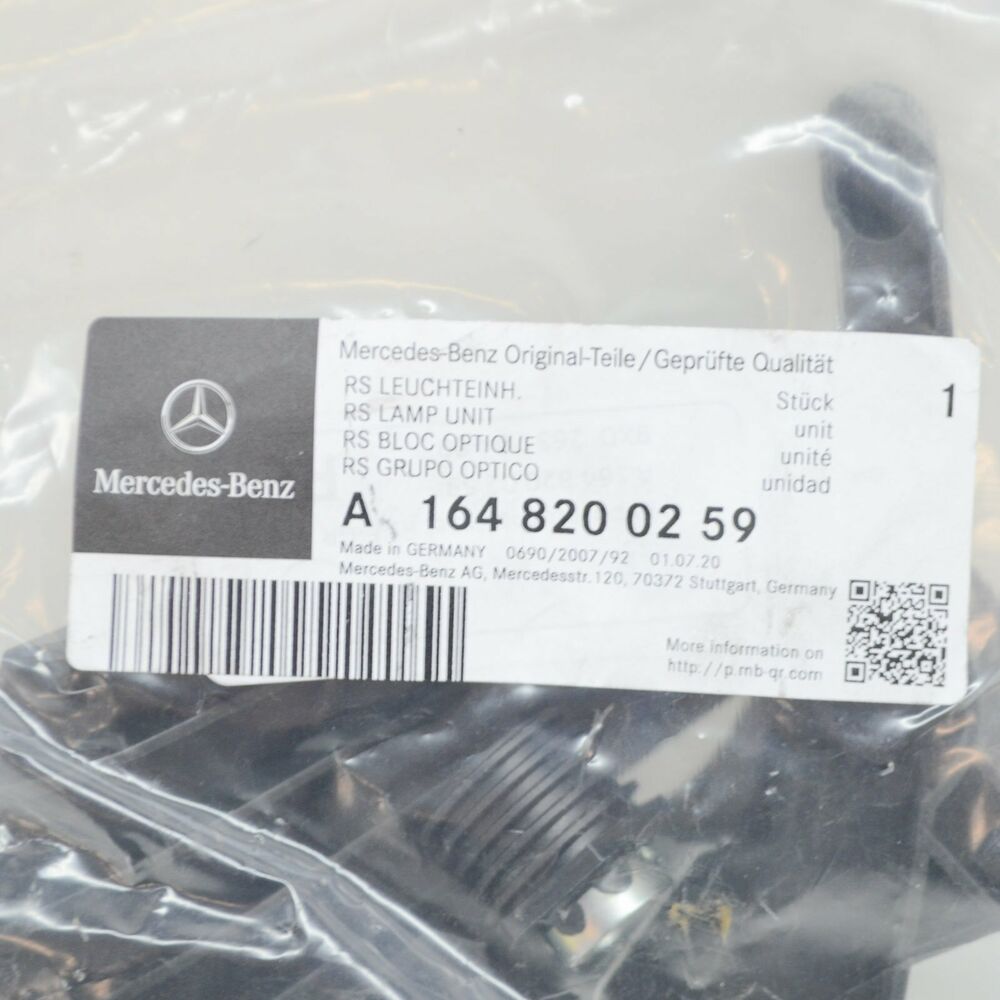 Mercedes-Benz
Mercedes-Benz Original-Teile/Geprüfte Qualität
RS LEUCHTEINH.
RS LAMP UNIT
RS BLOC OPTIQUE
RS GRUPO OPTICO
Stück 1
unit
unité
unidad
A 164 820 02 59
Made in GERMANY 0690/2007/92 01.07.20
Mercedes-Benz AG, Mercedesstr.120, 70372 Stuttgart, Germany
More information on
http://p.mb-qr.com